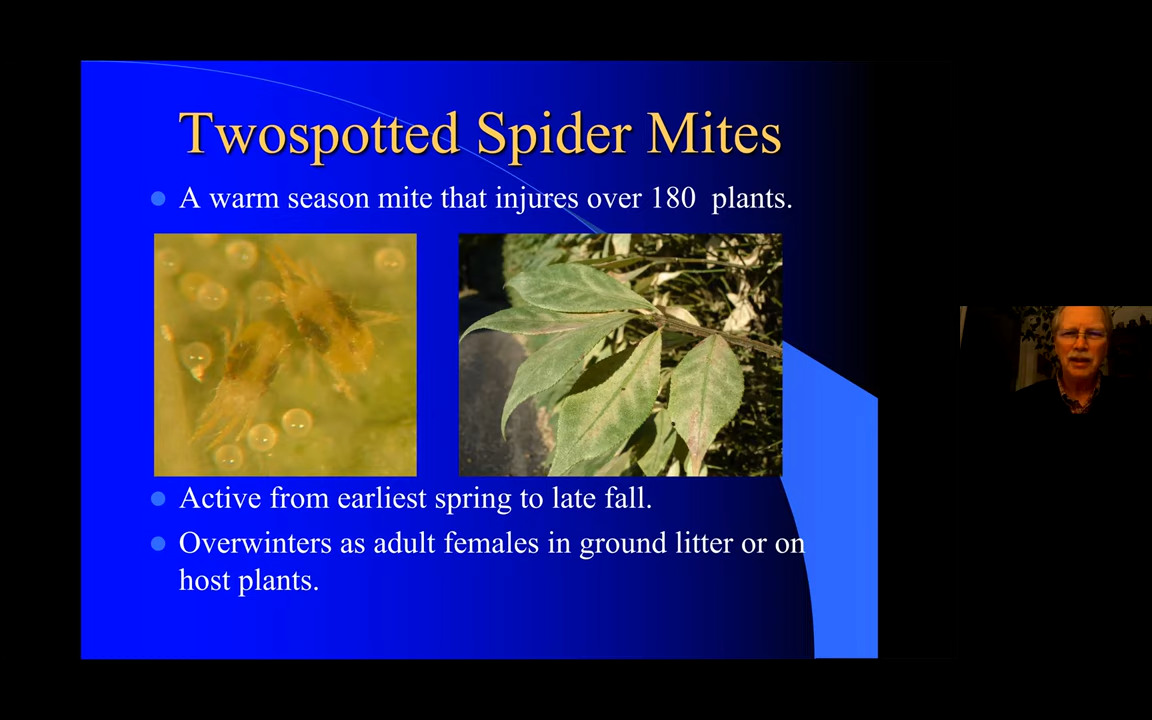 Twospotted Spider Mites
A warm season mite that injures over 180 plants.
Active from earliest spring to late fall.
Overwinters as adult females in ground litter or on
host plants.